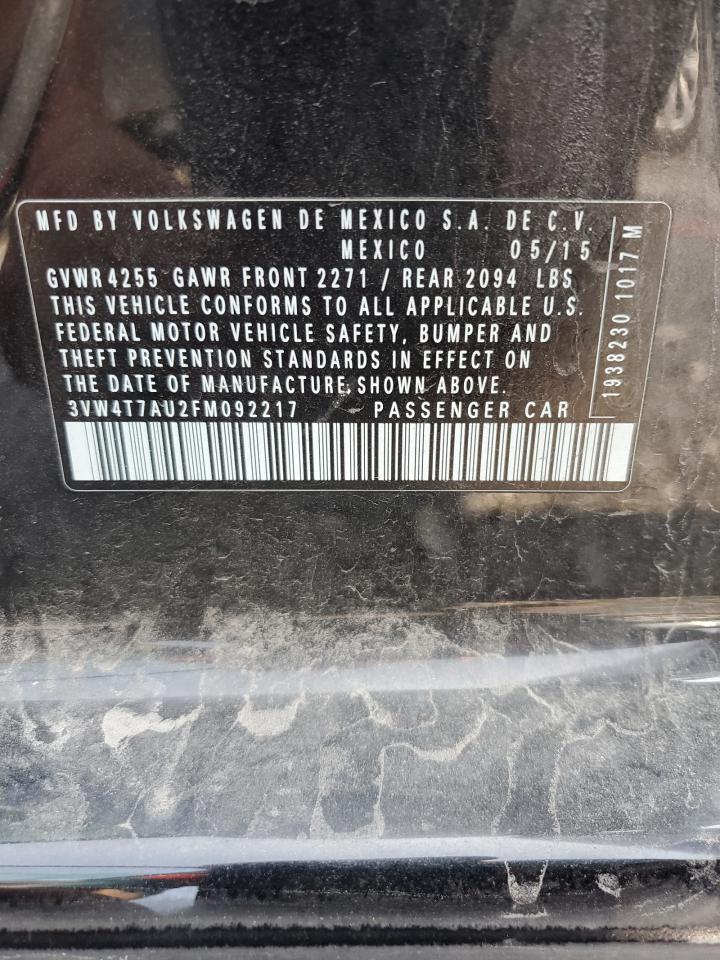 MFD BY VOLKSWAGEN DE MEXICO S.A. DE C.V.
MEXICO 05/15
GVWR 4255 GAWR FRONT 2271 / REAR 2094 LBS
THIS VEHICLE CONFORMS TO ALL APPLICABLE U.S.
FEDERAL MOTOR VEHICLE SAFETY, BUMPER AND
THEFT PREVENTION STANDARDS IN EFFECT ON
THE DATE OF MANUFACTURE SHOWN ABOVE.
3VW4T7AU2FM092217 PASSENGER CAR
1938230 1017 M